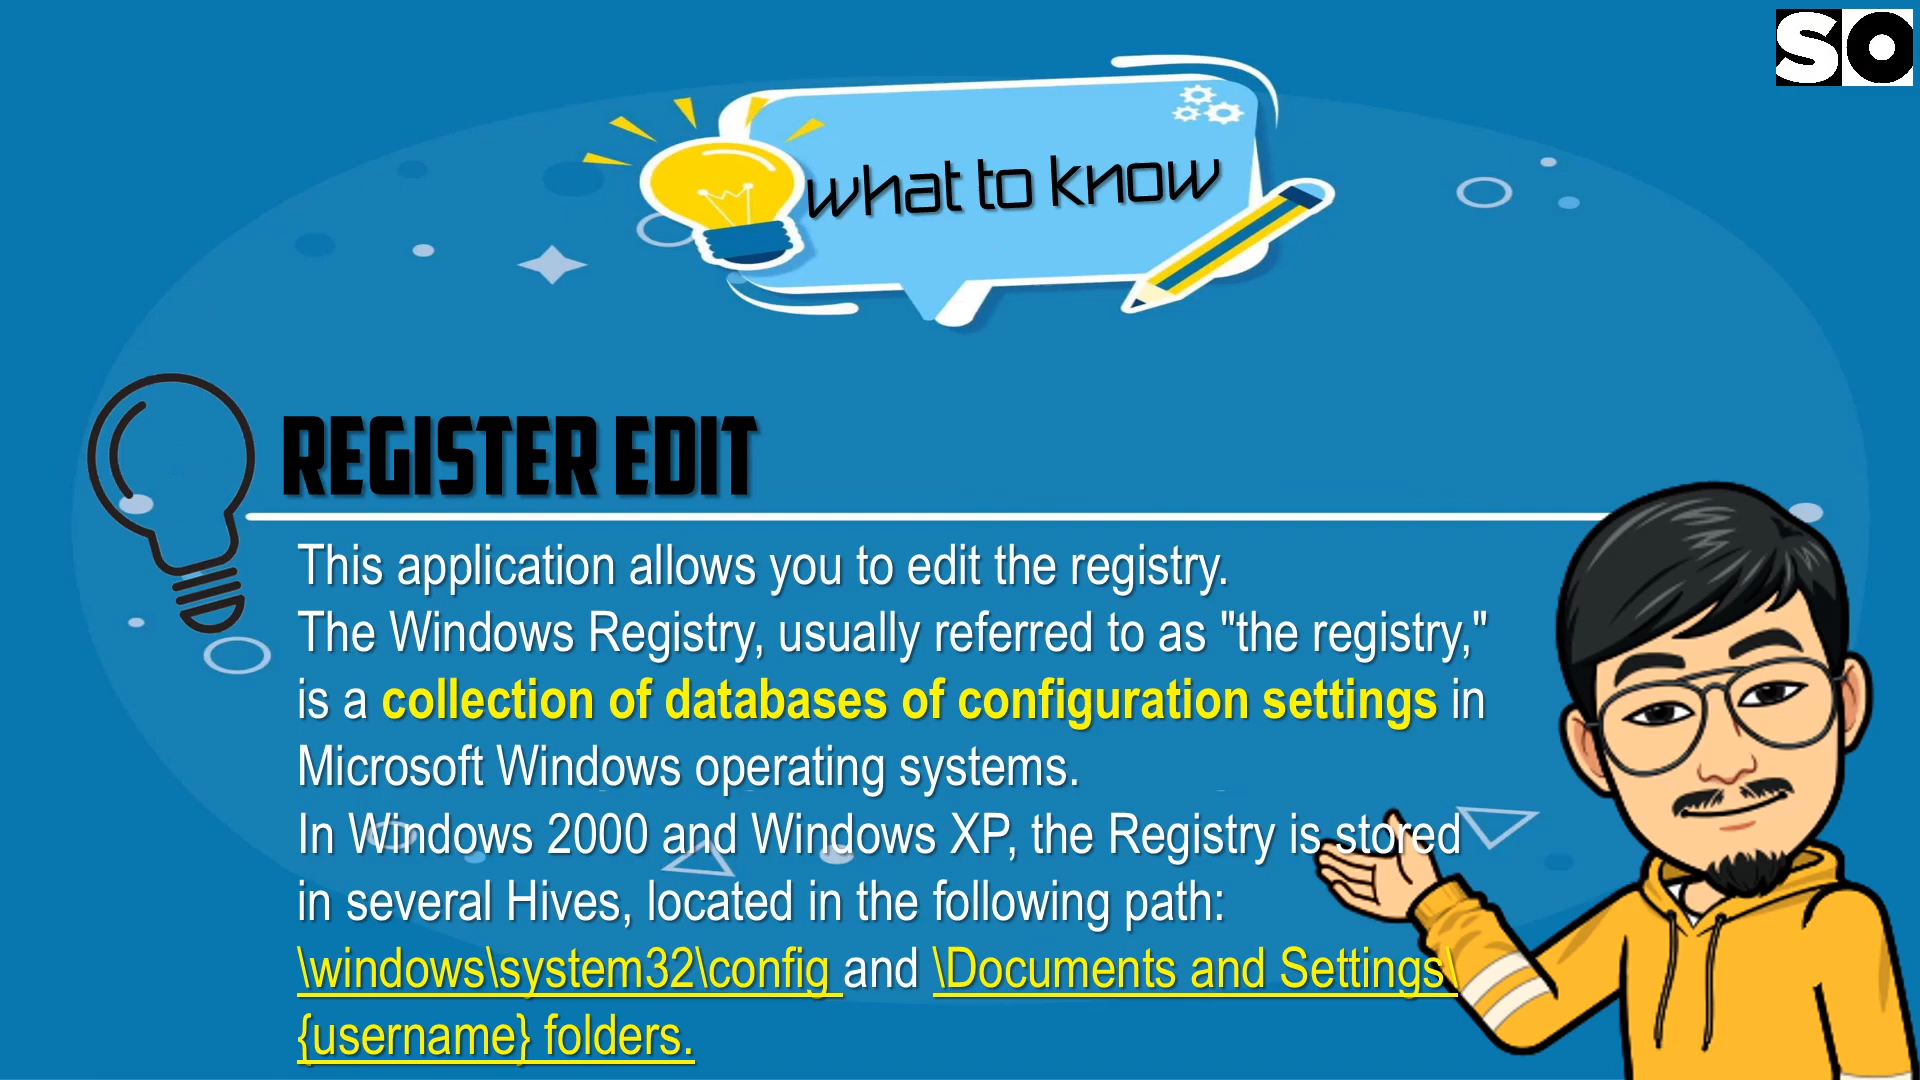 SO
what to know
REGISTER EDIT
This application allows you to edit the registry.
The Windows Registry, usually referred to as "the registry,"
is a collection of databases of configuration settings in
Microsoft Windows operating systems.
In Windows 2000 and Windows XP, the Registry is stored
in several Hives, located in the following path:
\windows\system32\config and \Documents and Settings\
{username} folders.